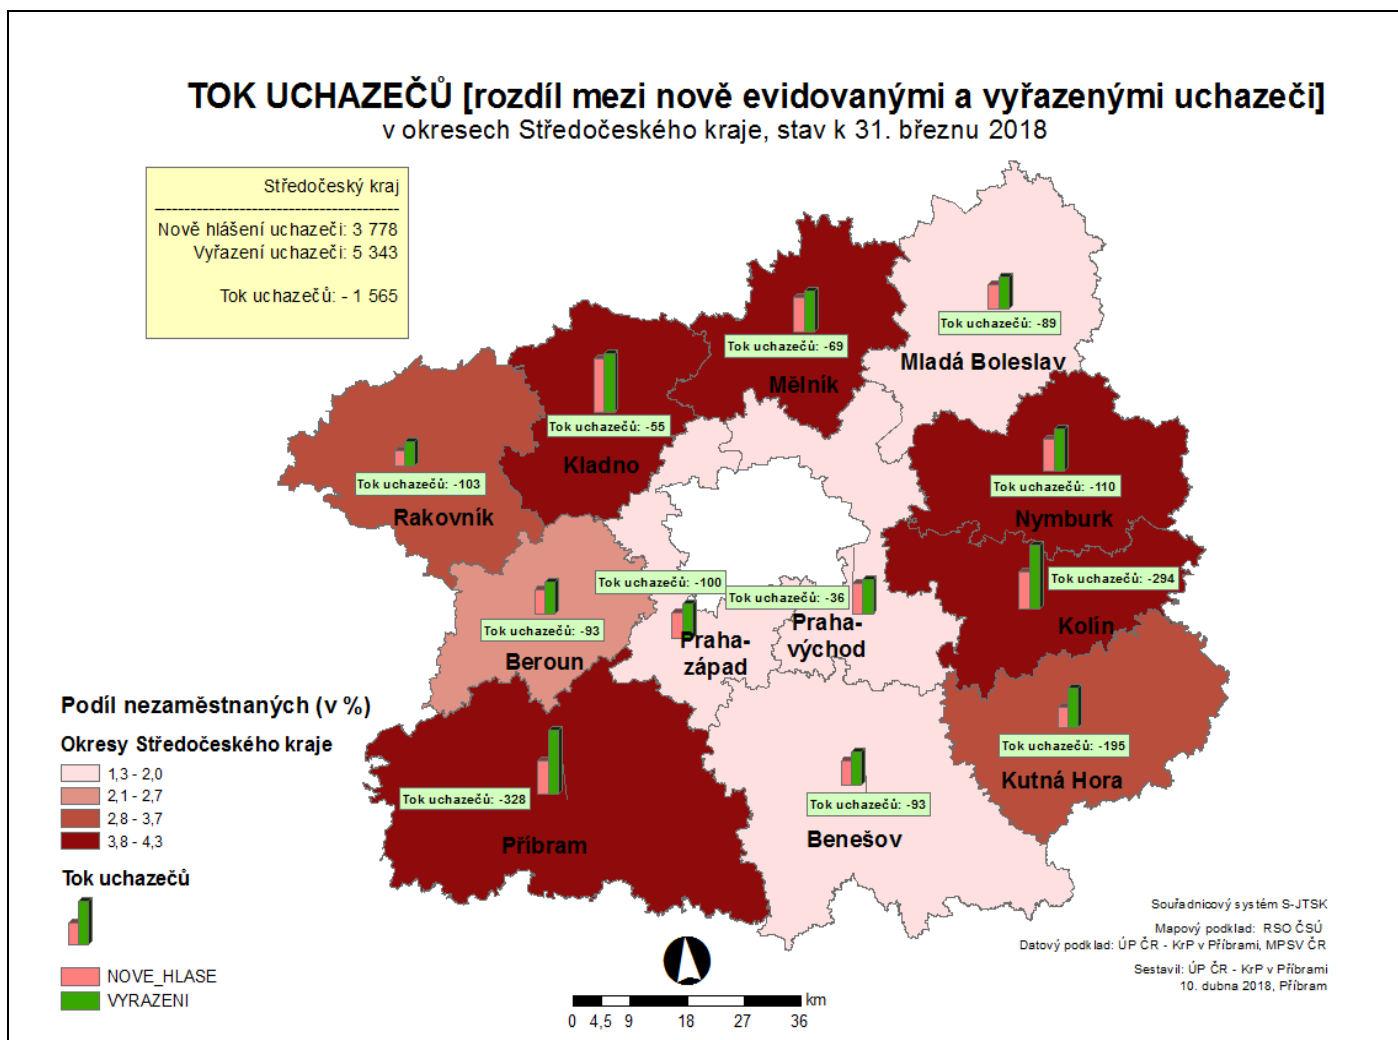 TOK UCHAZEČŮ [rozdíl mezi nově evidovanými a vyřazenými uchazeči]
v okresech Středočeského kraje, stav k 31. březnu 2018
Středočeský kraj
----------------------------------------
Nově hlášení uchazeči: 3 778
Vyřazení uchazeči: 5 343
Tok uchazečů: - 1 565
Tok uchazečů: -89
Mladá Boleslav
Tok uchazečů: -69
Mělník
Tok uchazečů: -55
Kladno
Tok uchazečů: -103
Rakovník
Tok uchazečů: -110
Nymburk
Tok uchazečů: -294
Kolín
Tok uchazečů: -100
Praha-
západ
Tok uchazečů: -36
Praha-
východ
Tok uchazečů: -93
Beroun
Tok uchazečů: -195
Kutná Hora
Tok uchazečů: -328
Příbram
Tok uchazečů: -93
Benešov
Podíl nezaměstnaných (v %)
Okresy Středočeského kraje
1,3 - 2,0
2,1 - 2,7
2,8 - 3,7
3,8 - 4,3
Tok uchazečů
NOVE_HLASE
VYRAZENI
km
0 4,5 9 18 27 36
Souřadnicový systém S-JTSK
Mapový podklad: RSO ČSÚ
Datový podklad: ÚP ČR - KrP v Příbrami, MPSV ČR
Sestavil: ÚP ČR - KrP v Příbrami
10. dubna 2018, Příbram